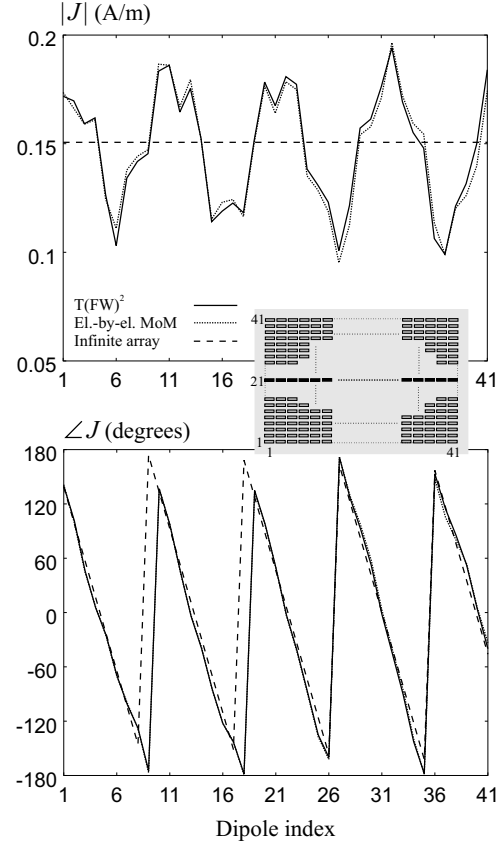 |J| (A/m)
0.2
0.15
0.1
0.05
T(FW)²
El.-by-el. MoM
Infinite array
1 6 11 16 21 26 31 36 41
41
21
1
1 41
∠J (degrees)
180
120
60
0
-60
-120
-180
1 6 11 16 21 26 31 36 41
Dipole index